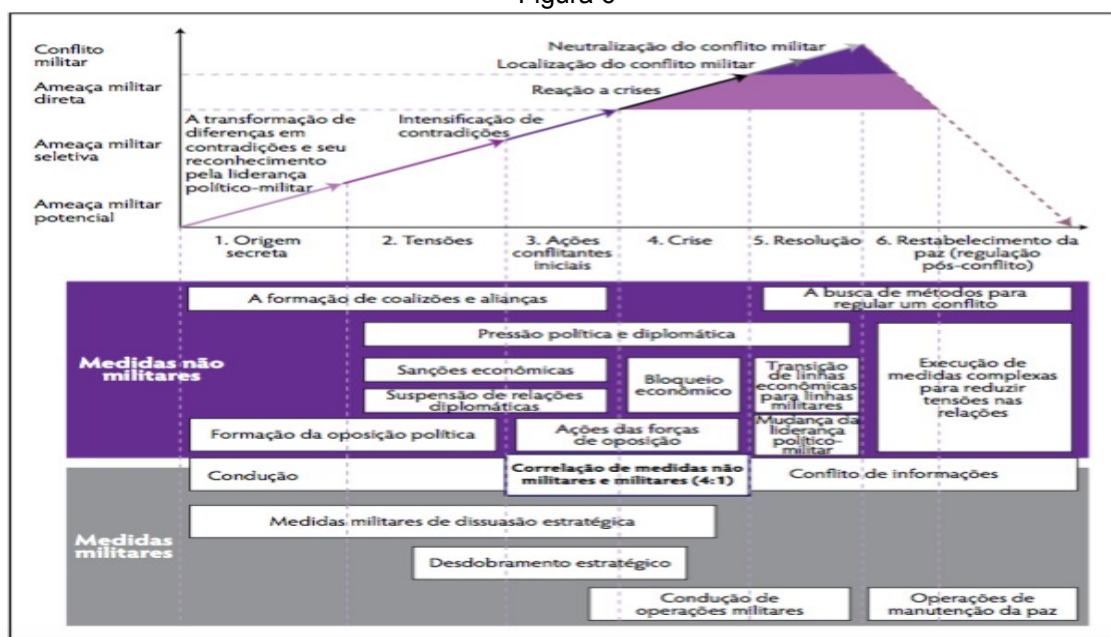 Figura 3
Conflito
militar
Ameaça militar
direta
Ameaça militar
seletiva
Ameaça militar
potencial
Neutralização do conflito militar
Localização do conflito militar
Reação a crises
A transformação de
diferenças em
contradições e seu
reconhecimento
pela liderança
político-militar
Intensificação de
contradições
1. Origem
secreta
2. Tensões
3. Ações
conflitantes
iniciais
4. Crise
5. Resolução
6. Restabelecimento da
paz (regulação
pós-conflito)
Medidas não
militares
A formação de coalizões e alianças
A busca de métodos para
regular um conflito
Pressão política e diplomática
Sanções econômicas
Suspensão de relações
diplomáticas
Bloqueio
econômico
Transição
de linhas
econômicas
para linhas
militares
Execução de
medidas complexas
para reduzir
tensões nas
relações
Formação da oposição política
Ações das forças
de oposição
Mudança da
liderança
político-
militar
Condução
Correlação de medidas não
militares e militares (4:1)
Conflito de informações
Medidas
militares
Medidas militares de dissuasão estratégica
Desdobramento estratégico
Condução de
operações militares
Operações de
manutenção da paz